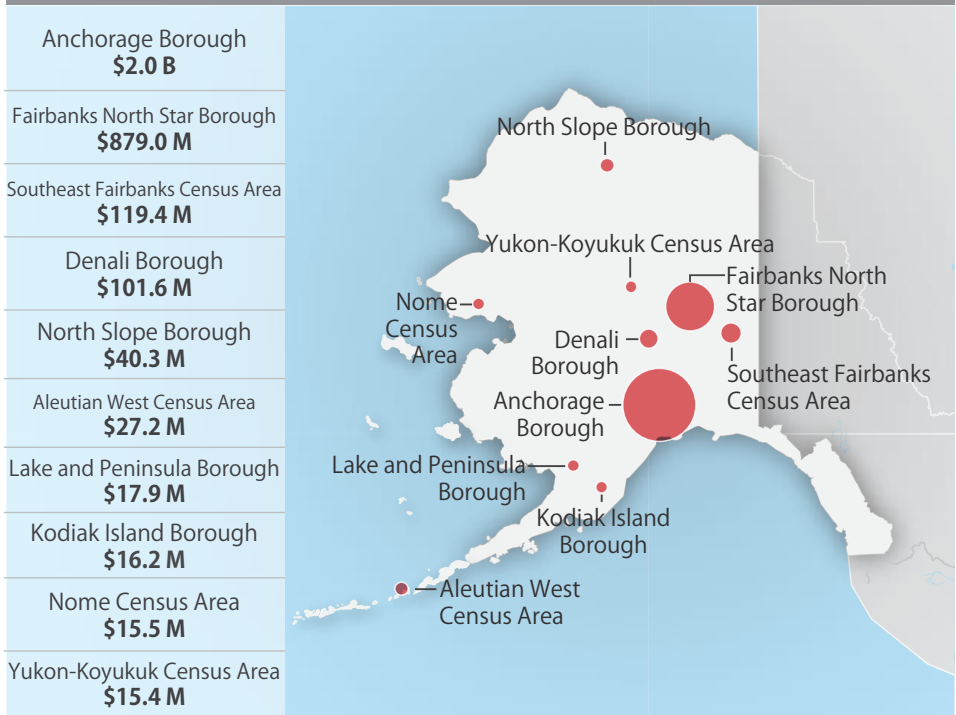 Anchorage Borough
$2.0 B
Fairbanks North Star Borough
$879.0 M
Southeast Fairbanks Census Area
$119.4 M
Denali Borough
$101.6 M
North Slope Borough
$40.3 M
Aleutian West Census Area
$27.2 M
Lake and Peninsula Borough
$17.9 M
Kodiak Island Borough
$16.2 M
Nome Census Area
$15.5 M
Yukon-Koyukuk Census Area
$15.4 M
North Slope Borough
Yukon-Koyukuk Census Area
Fairbanks North
Star Borough
Nome
Census
Area
Denali
Borough
Southeast Fairbanks
Census Area
Anchorage
Borough
Lake and Peninsula
Borough
Kodiak Island
Borough
Aleutian West
Census Area